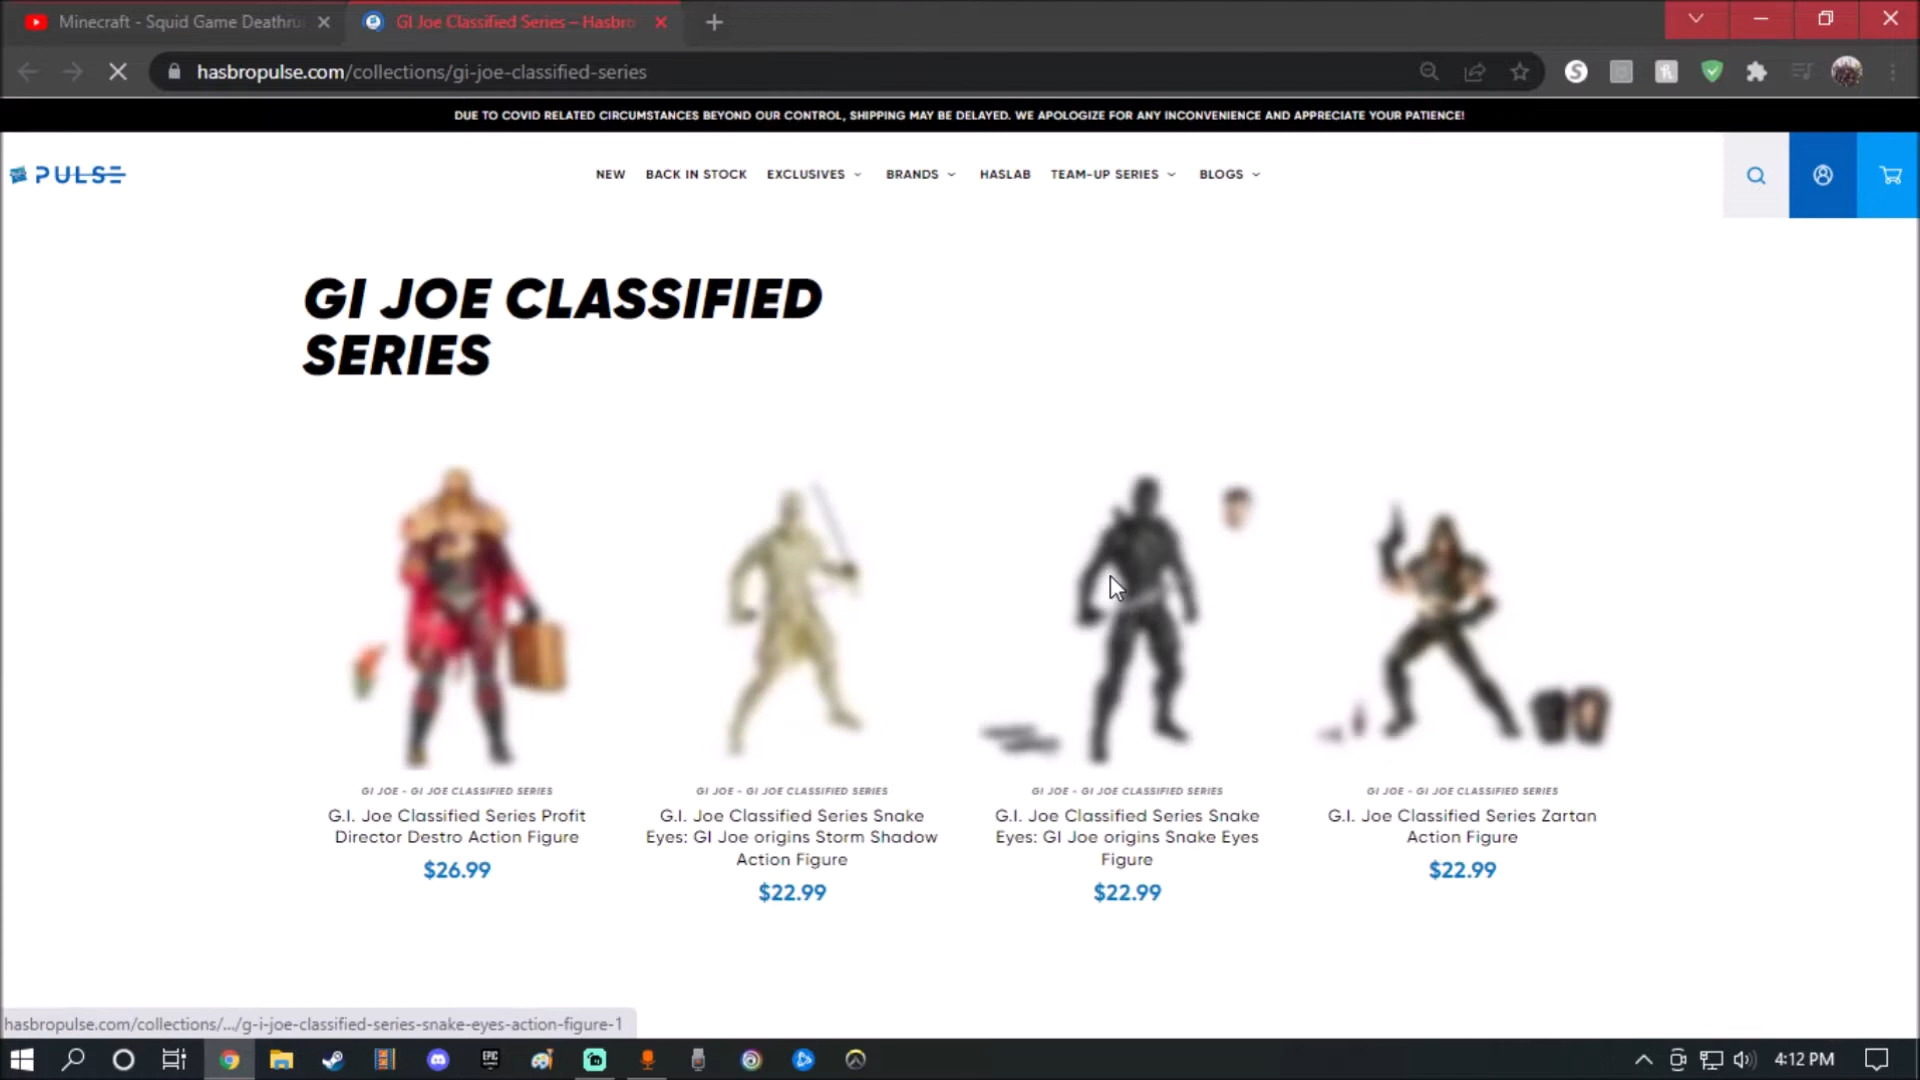 Minecraft - Squid Game Deathru
GI Joe Classified Series – Hasbro
hasbropulse.com/collections/gi-joe-classified-series
DUE TO COVID RELATED CIRCUMSTANCES BEYOND OUR CONTROL, SHIPPING MAY BE DELAYED. WE APOLOGIZE FOR ANY INCONVENIENCE AND APPRECIATE YOUR PATIENCE!
PULSE
NEW BACK IN STOCK EXCLUSIVES BRANDS HASLAB TEAM-UP SERIES BLOGS
GI JOE CLASSIFIED
SERIES
GI JOE - GI JOE CLASSIFIED SERIES
G.I. Joe Classified Series Profit
Director Destro Action Figure
$26.99
GI JOE - GI JOE CLASSIFIED SERIES
G.I. Joe Classified Series Snake
Eyes: GI Joe origins Storm Shadow
Action Figure
$22.99
GI JOE - GI JOE CLASSIFIED SERIES
G.I. Joe Classified Series Snake
Eyes: GI Joe origins Snake Eyes
Figure
$22.99
GI JOE - GI JOE CLASSIFIED SERIES
G.I. Joe Classified Series Zartan
Action Figure
$22.99
hasbropulse.com/collections/.../g-i-joe-classified-series-snake-eyes-action-figure-1
EPIC
4:12 PM